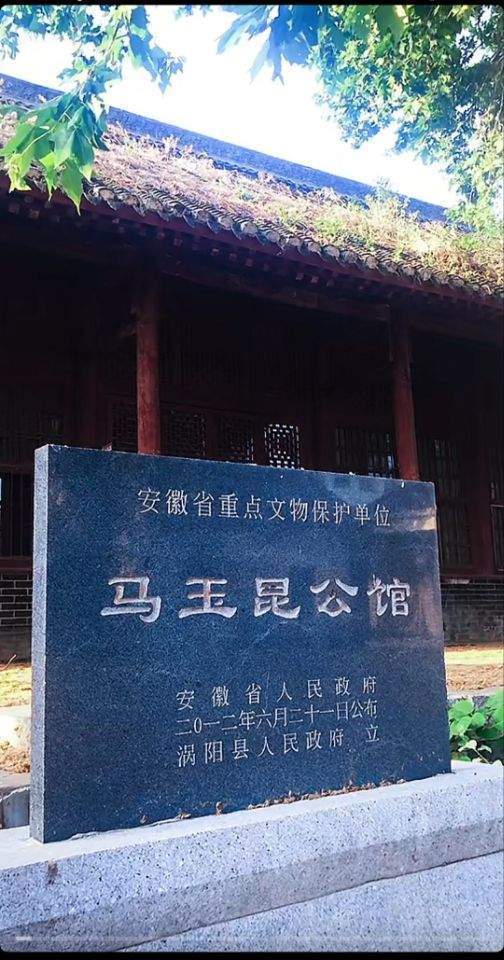 安徽省重点文物保护单位
马玉昆公馆
安徽省人民政府
二〇一二年六月二十一日公布
涡阳县人民政府 立